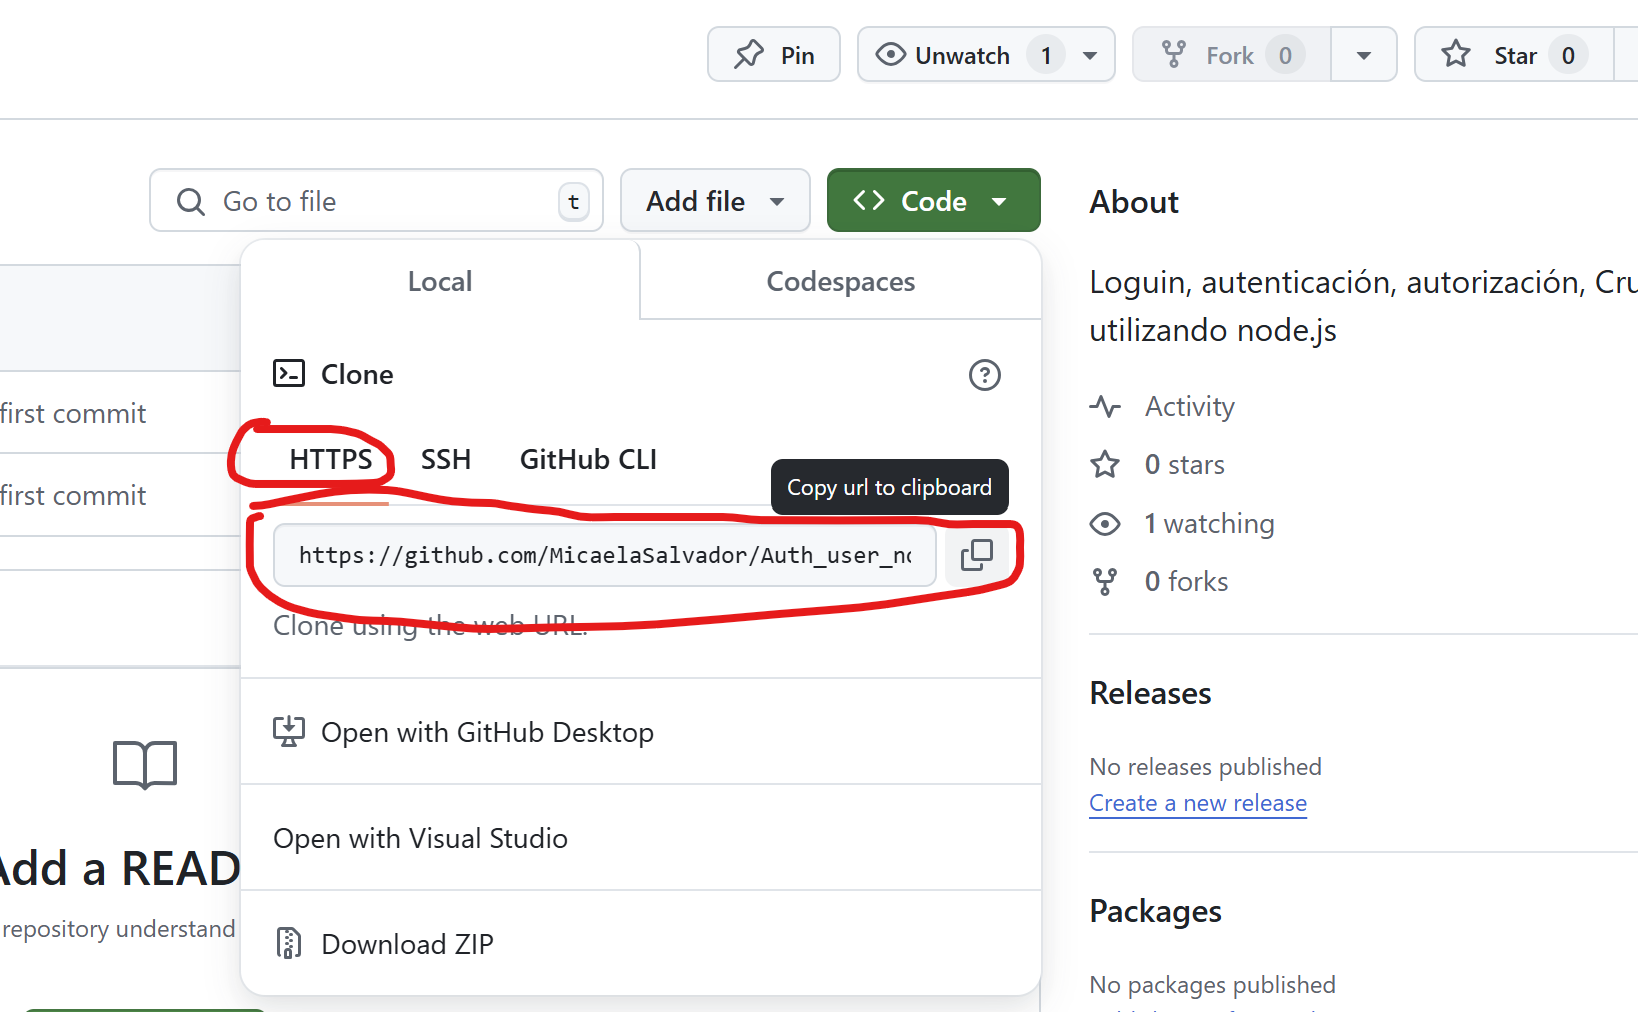 Pin
Unwatch 1
Fork 0
Star 0
Go to file
t
Add file
<> Code
About
Local
Codespaces
Loguin, autenticación, autorización, Cru
utilizando node.js
Clone
?
Activity
first commit
HTTPS
SSH
GitHub CLI
Copy url to clipboard
0 stars
first commit
1 watching
https://github.com/MicaelaSalvador/Auth_user_no
0 forks
Clone using the web URL.
Releases
Open with GitHub Desktop
No releases published
Create a new release
Open with Visual Studio
Add a READ
Packages
repository understand
Download ZIP
No packages published